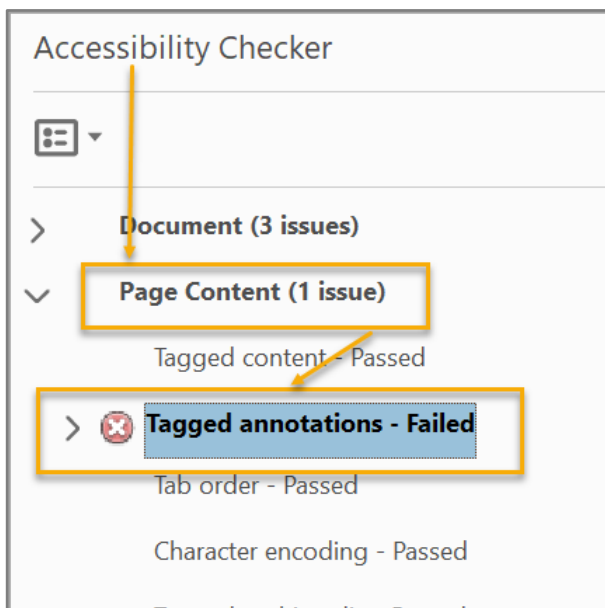 Accessibility Checker
Document (3 issues)
Page Content (1 issue)
Tagged content - Passed
Tagged annotations - Failed
Tab order - Passed
Character encoding - Passed